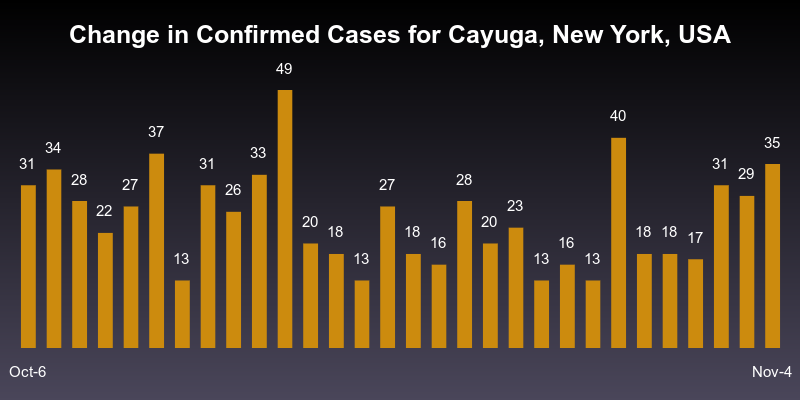 Change in Confirmed Cases for Cayuga, New York, USA
31 34 28 22 27 37 13 31 26 33 49 20 18 13 27 18 16 28 20 23 13 16 13 40 18 18 17 31 29 35
Oct-6 Nov-4